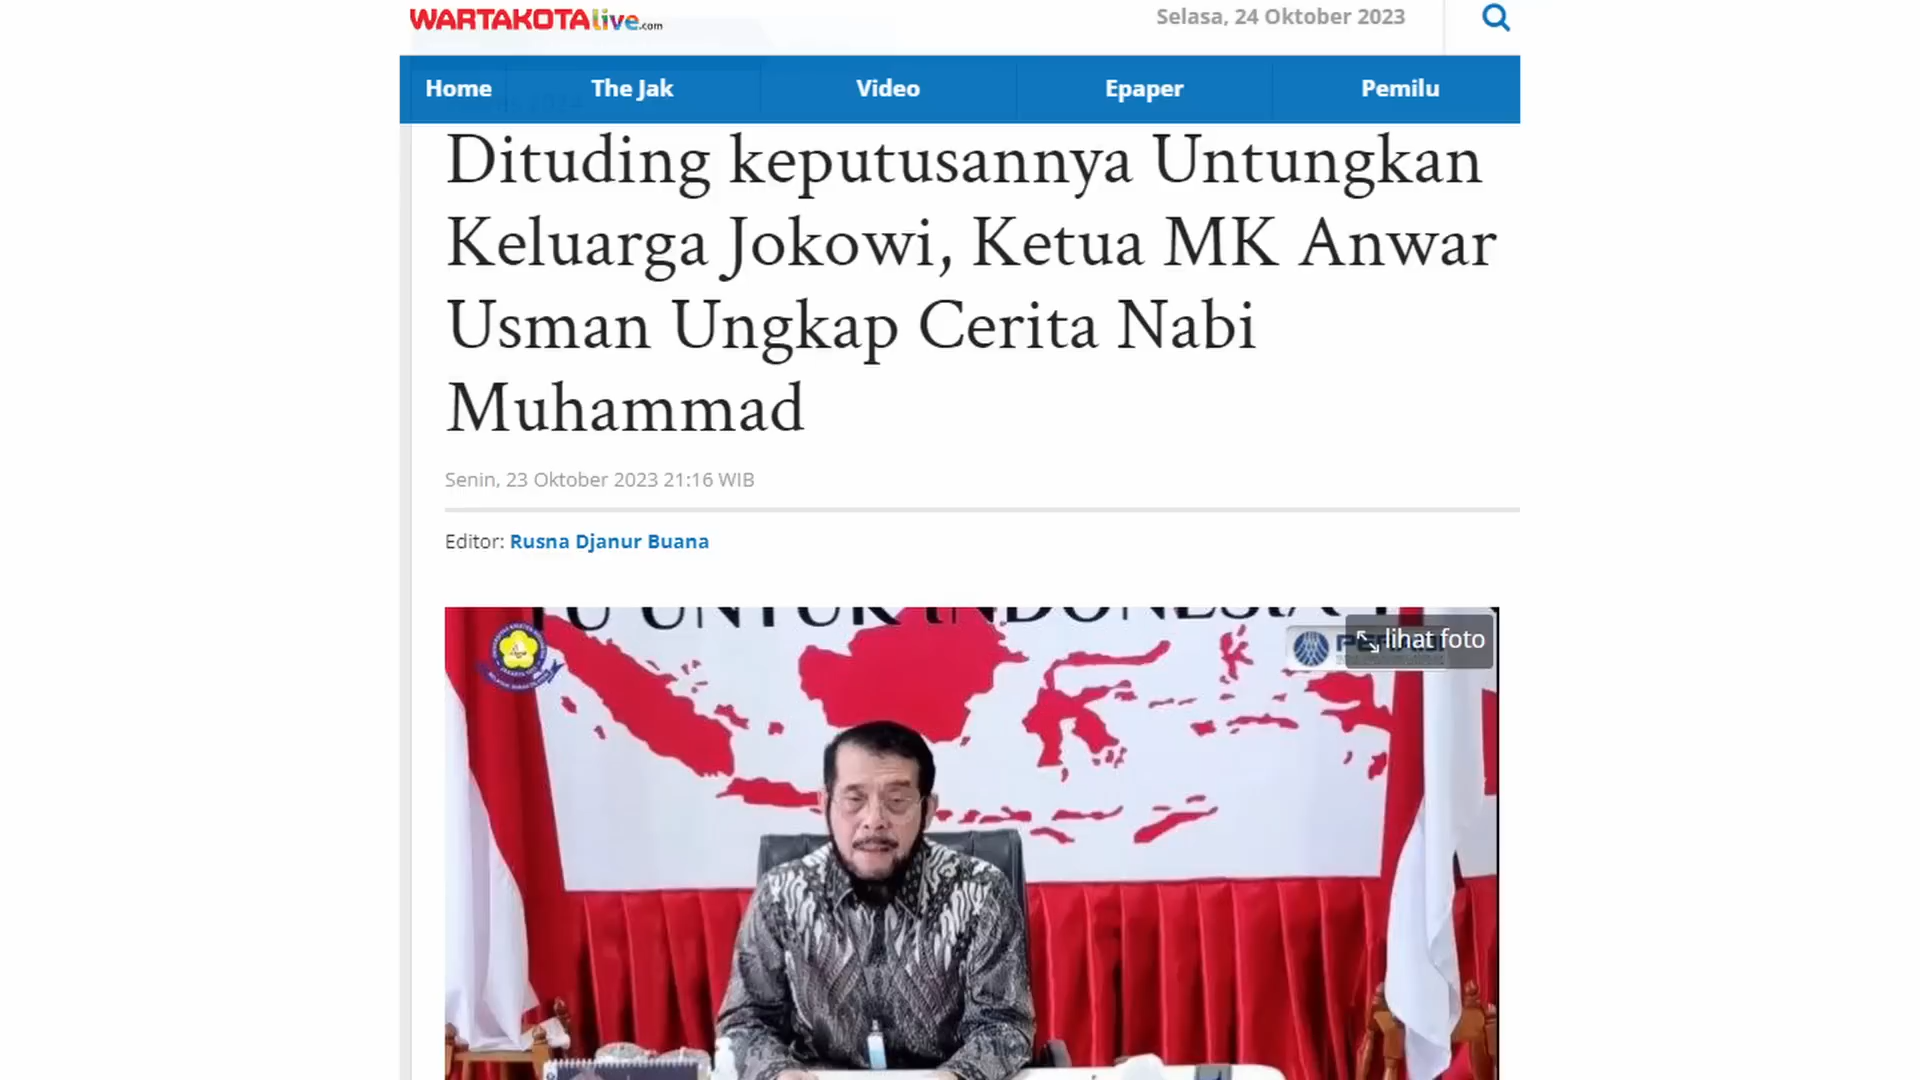 WARTAKOTAlive.com
Selasa, 24 Oktober 2023
Home The Jak Video Epaper Pemilu
Dituding keputusannya Untungkan
Keluarga Jokowi, Ketua MK Anwar
Usman Ungkap Cerita Nabi
Muhammad
Senin, 23 Oktober 2023 21:16 WIB
Editor: Rusna Djanur Buana
UNTUK INDONESIA
lihat foto